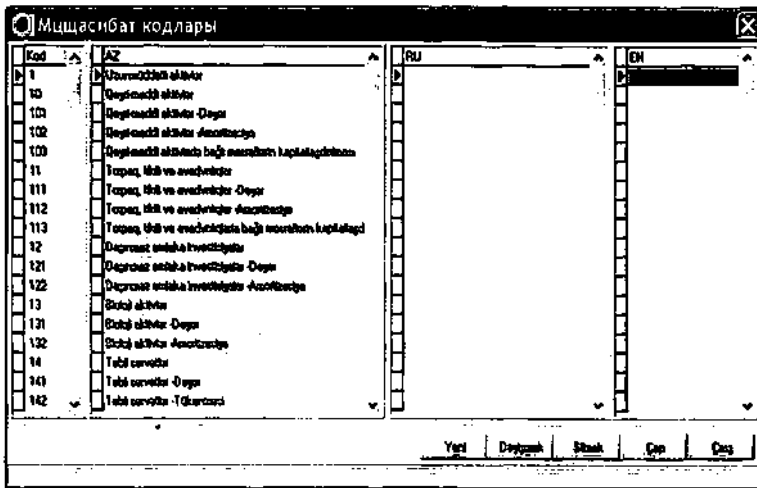 Мцщасибат кодлары
Kod AZ RU EN
1 Uzunmüddətli aktivlər
10 Qeyri-maddi aktivlər
101 Qeyri-maddi aktivlər -Dəyər
102 Qeyri-maddi aktivlər -Amortizasiya
103 Qeyri-maddi aktivlərlə bağlı məsrəflərin kapitallaşdırılması
11 Torpaq, tikili və avadanlıqlar
111 Torpaq, tikili və avadanlıqlar -Dəyər
112 Torpaq, tikili və avadanlıqlar -Amortizasiya
113 Torpaq, tikili və avadanlıqlarla bağlı məsrəflərin kapitallaşd
12 Daşınmaz əmlaka investisiyalar
121 Daşınmaz əmlaka investisiyalar -Dəyər
122 Daşınmaz əmlaka investisiyalar -Amortizasiya
13 Bioloji aktivlər
131 Bioloji aktivlər -Dəyər
132 Bioloji aktivlər -Amortizasiya
14 Təbii sərvətlər
141 Təbii sərvətlər -Dəyər
142 Təbii sərvətlər -Tükənməsi
Yeni Dəyişmək Silmək Çap Çıxış